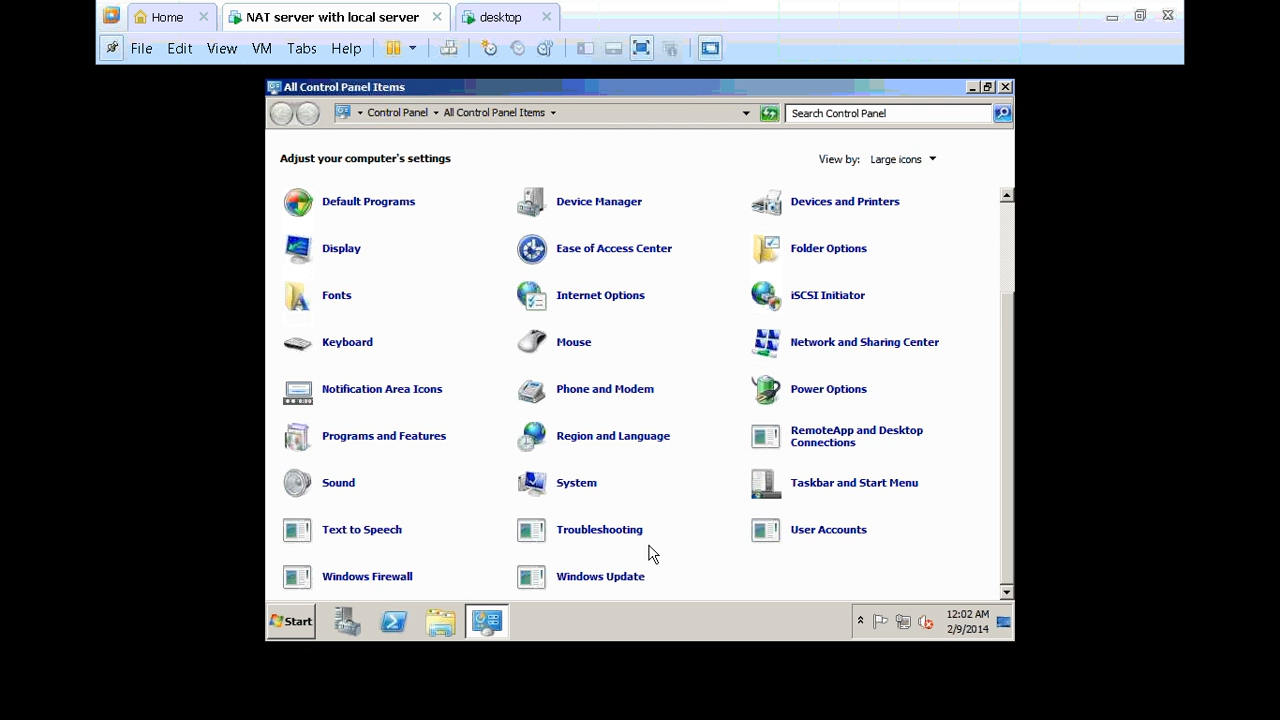 Home
NAT server with local server
desktop
File Edit View VM Tabs Help
All Control Panel Items
Control Panel All Control Panel Items
Search Control Panel
Adjust your computer's settings
View by: Large icons
Default Programs
Device Manager
Devices and Printers
Display
Ease of Access Center
Folder Options
Fonts
Internet Options
iSCSI Initiator
Keyboard
Mouse
Network and Sharing Center
Notification Area Icons
Phone and Modem
Power Options
Programs and Features
Region and Language
RemoteApp and Desktop
Connections
Sound
System
Taskbar and Start Menu
Text to Speech
Troubleshooting
User Accounts
Windows Firewall
Windows Update
Start
12:02 AM
2/9/2014